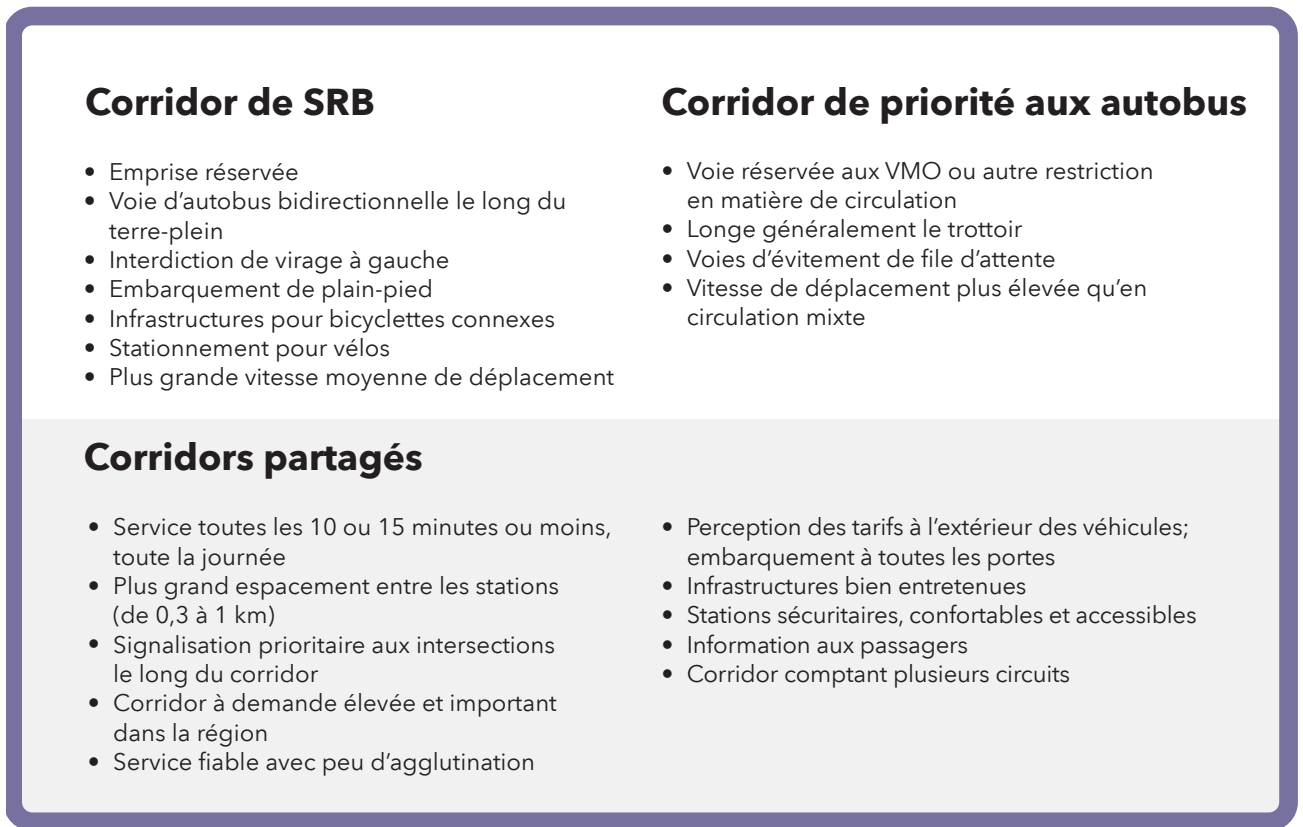 Corridor de SRB
• Emprise réservée
• Voie d'autobus bidirectionnelle le long du
terre-plein
• Interdiction de virage à gauche
• Embarquement de plain-pied
• Infrastructures pour bicyclettes connexes
• Stationnement pour vélos
• Plus grande vitesse moyenne de déplacement
Corridor de priorité aux autobus
• Voie réservée aux VMO ou autre restriction
en matière de circulation
• Longe généralement le trottoir
• Voies d'évitement de file d'attente
• Vitesse de déplacement plus élevée qu'en
circulation mixte
Corridors partagés
• Service toutes les 10 ou 15 minutes ou moins,
toute la journée
• Plus grand espacement entre les stations
(de 0,3 à 1 km)
• Signalisation prioritaire aux intersections
le long du corridor
• Corridor à demande élevée et important
dans la région
• Service fiable avec peu d'agglutination
• Perception des tarifs à l'extérieur des véhicules;
embarquement à toutes les portes
• Infrastructures bien entretenues
• Stations sécuritaires, confortables et accessibles
• Information aux passagers
• Corridor comptant plusieurs circuits